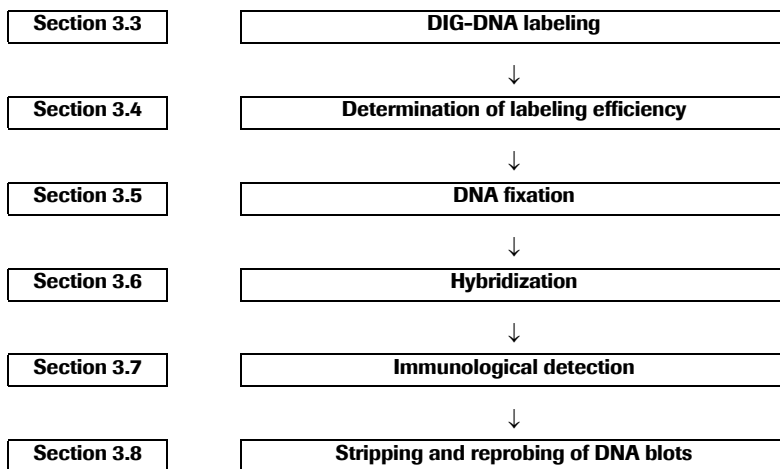 Section 3.3 DIG-DNA labeling
↓
Section 3.4 Determination of labeling efficiency
↓
Section 3.5 DNA fixation
↓
Section 3.6 Hybridization
↓
Section 3.7 Immunological detection
↓
Section 3.8 Stripping and reprobing of DNA blots